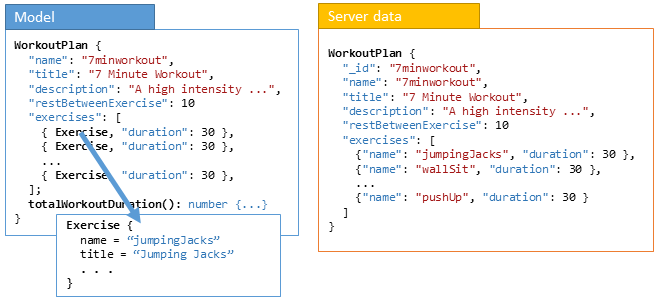 Model
WorkoutPlan {
"name": "7minworkout",
"title": "7 Minute Workout",
"description": "A high intensity ...",
"restBetweenExercise": 10
"exercises": [
{ Exercise, "duration": 30 },
{ Exercise, "duration": 30 },
...
{ Exercise, "duration": 30 },
];
totalWorkoutDuration(): number {...}
}
Exercise {
name = “jumpingJacks”
title = “Jumping Jacks”
. . .
}
Server data
WorkoutPlan {
"_id": "7minworkout",
"name": "7minworkout",
"title": "7 Minute Workout",
"description": "A high intensity ...",
"restBetweenExercise": 10
"exercises": [
{"name": "jumpingJacks", "duration": 30 },
{"name": "wallSit", "duration": 30 },
...
{"name": "pushUp", "duration": 30 }
]
}